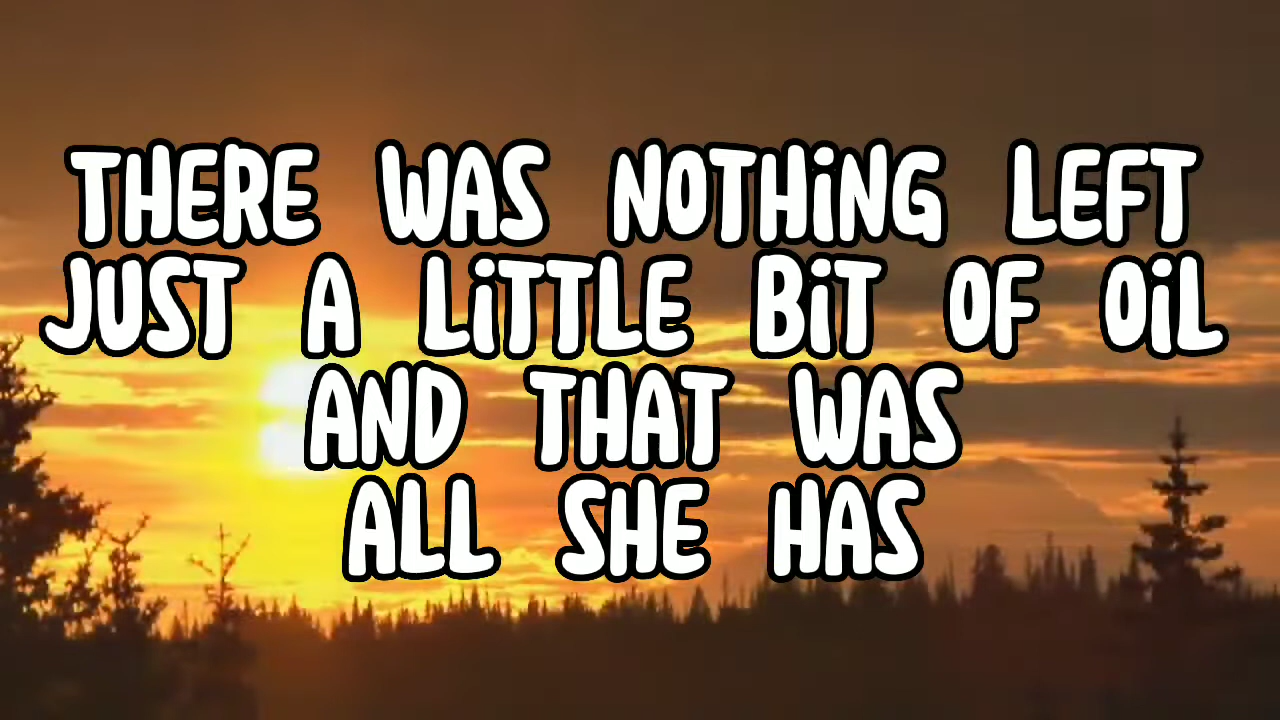 THERE WAS NOTHiNG LEFT
JUST A LiTTLE BiT OF OiL
AND THAT WAS
ALL SHE HAS